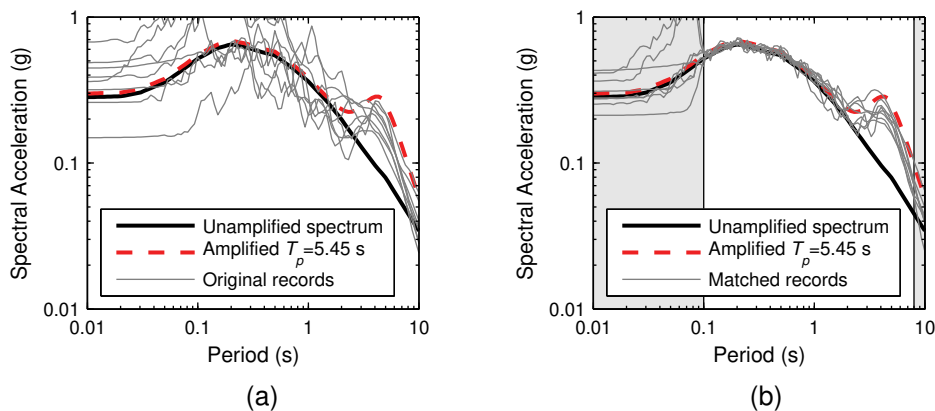 Spectral Acceleration (g)
1
0.1
0.01
Unamplified spectrum
Amplified Tp=5.45 s
Original records
0.01 0.1 1 10
Period (s)
(a)
Spectral Acceleration (g)
1
0.1
0.01
Unamplified spectrum
Amplified Tp=5.45 s
Matched records
0.01 0.1 1 10
Period (s)
(b)